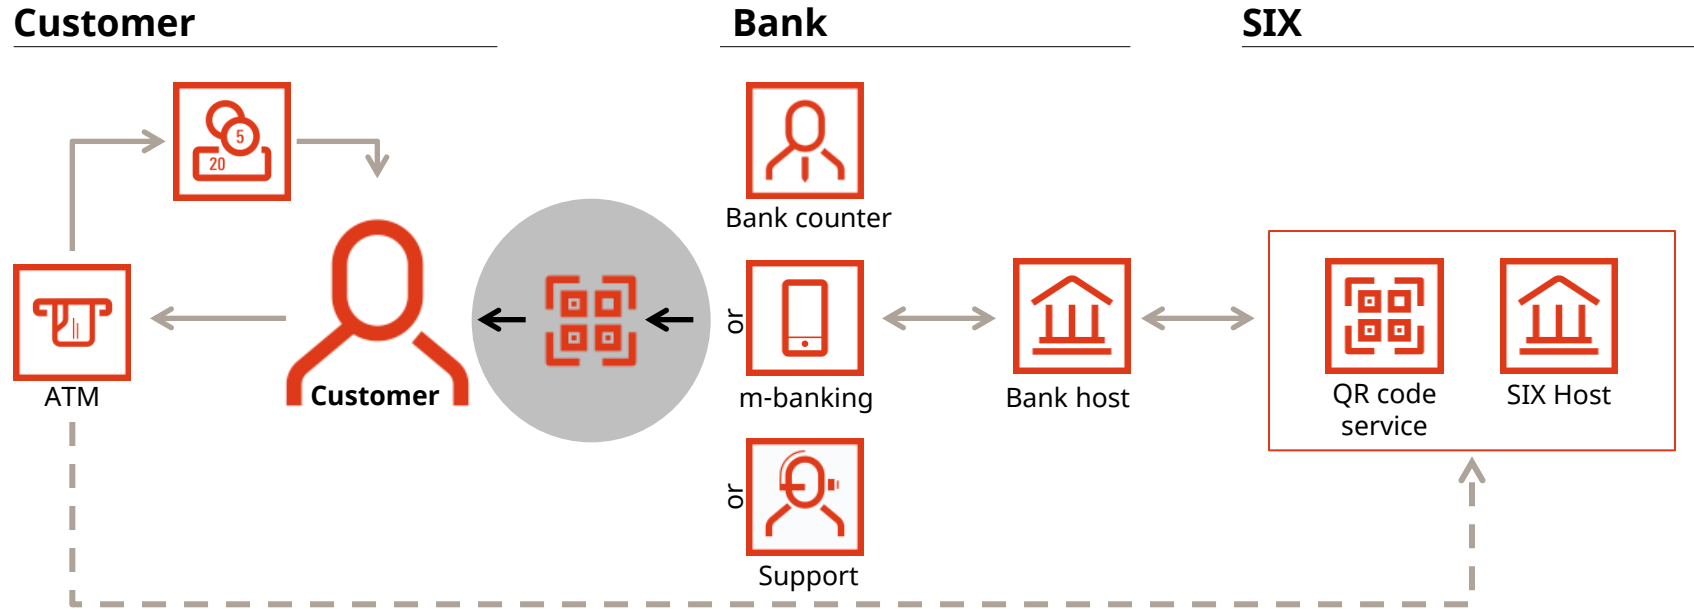 Customer
Bank
SIX
5
20
Bank counter
ATM
Customer
or
m-banking
Bank host
QR code
service
SIX Host
or
Support